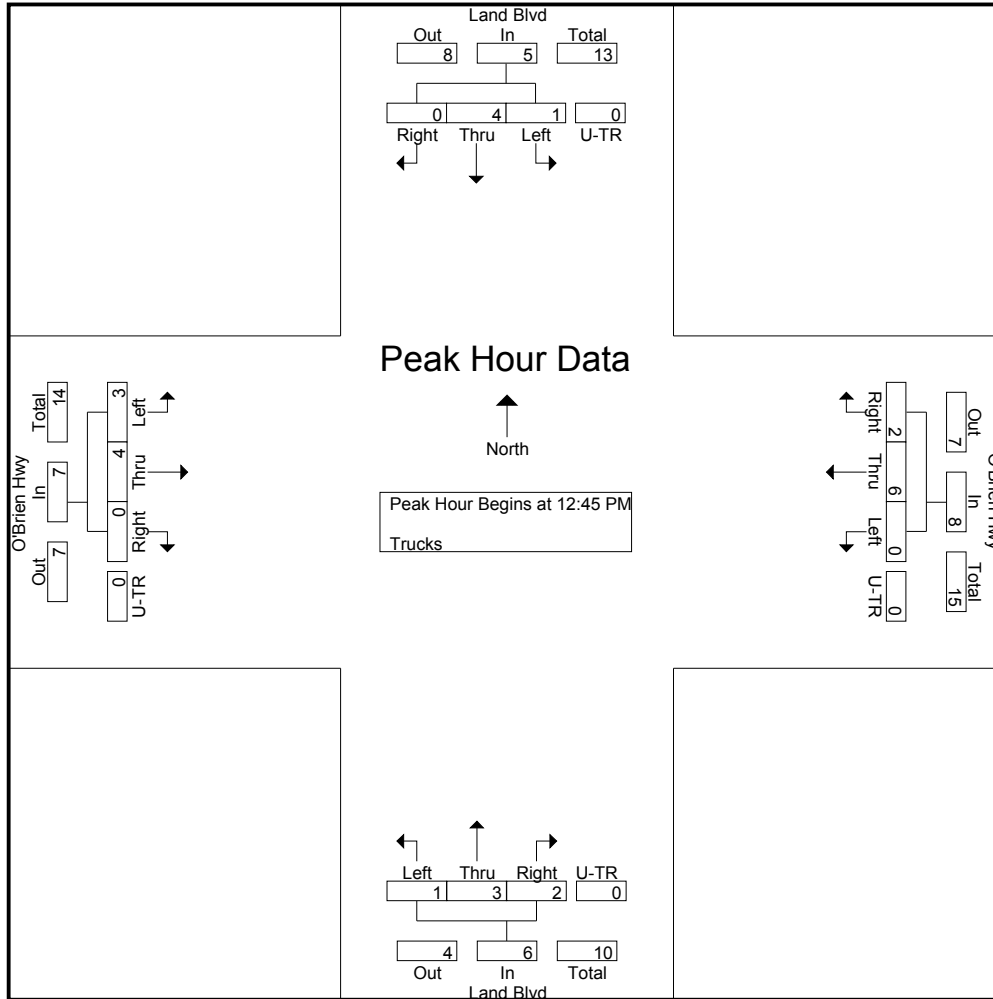 Land Blvd
Out In Total
8 5 13
0 4 1 0
Right Thru Left U-TR
Peak Hour Data
North
Peak Hour Begins at 12:45 PM
Trucks
O'Brien Hwy
Total In Out
14 7 7
3 4 0 0
Left Thru Right U-TR
Right Thru Left U-TR
2 6 0 0
Out In Total
7 8 15
O'Brien Hwy
Left Thru Right U-TR
1 3 2 0
4 6 10
Out In Total
Land Blvd